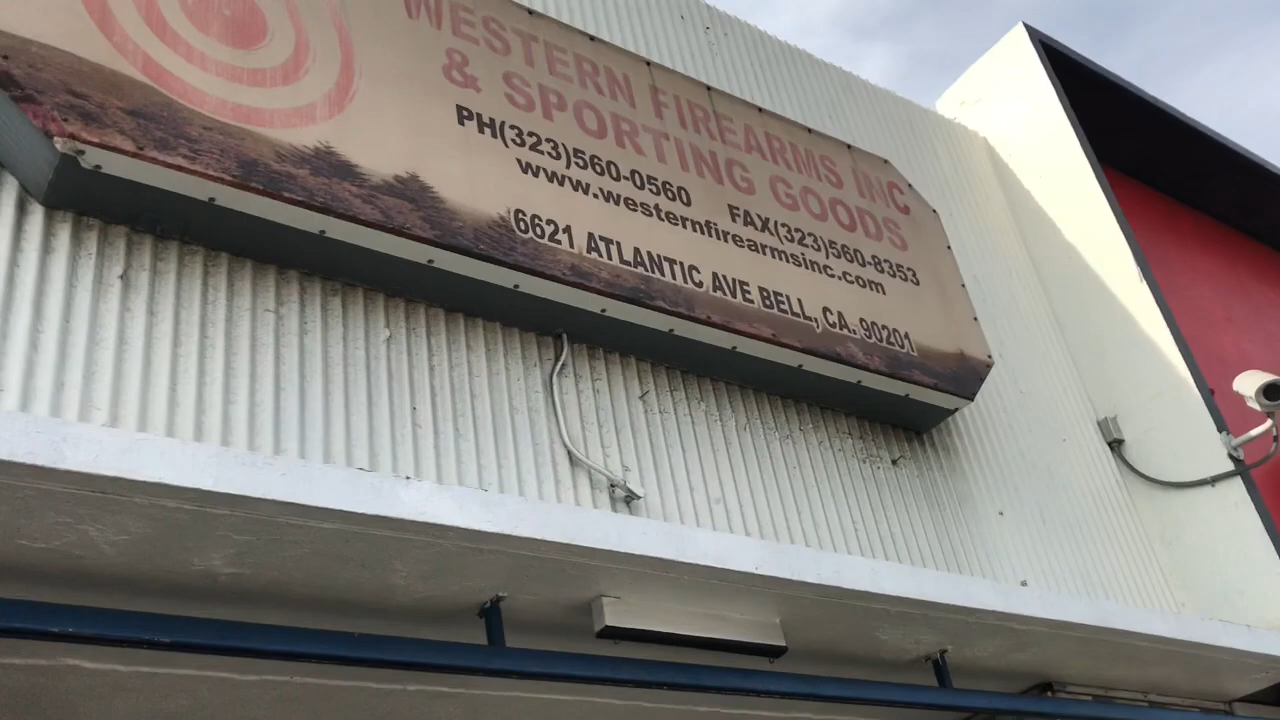 WESTERN FIREARMS INC
& SPORTING GOODS
PH(323)560-0560 FAX(323)560-8353
www.westernfirearmsinc.com
6621 ATLANTIC AVE BELL, CA. 90201